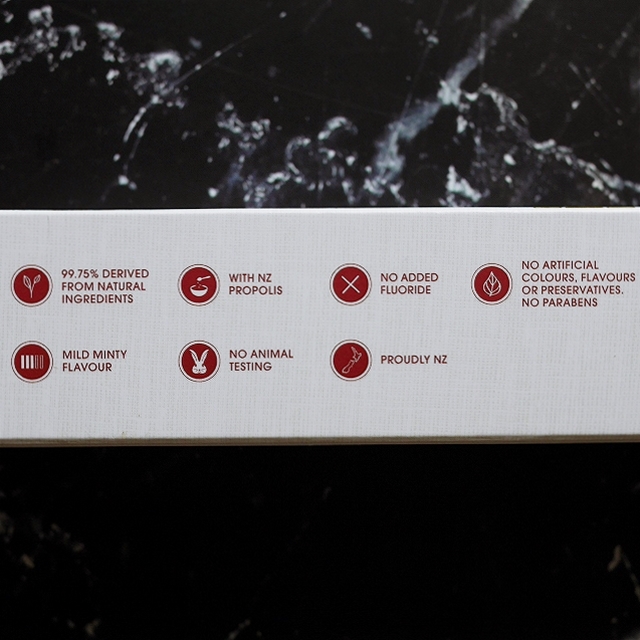 99.75% DERIVED
FROM NATURAL
INGREDIENTS
WITH NZ
PROPOLIS
NO ADDED
FLUORIDE
NO ARTIFICIAL
COLOURS, FLAVOURS
OR PRESERVATIVES.
NO PARABENS
MILD MINTY
FLAVOUR
NO ANIMAL
TESTING
PROUDLY NZ